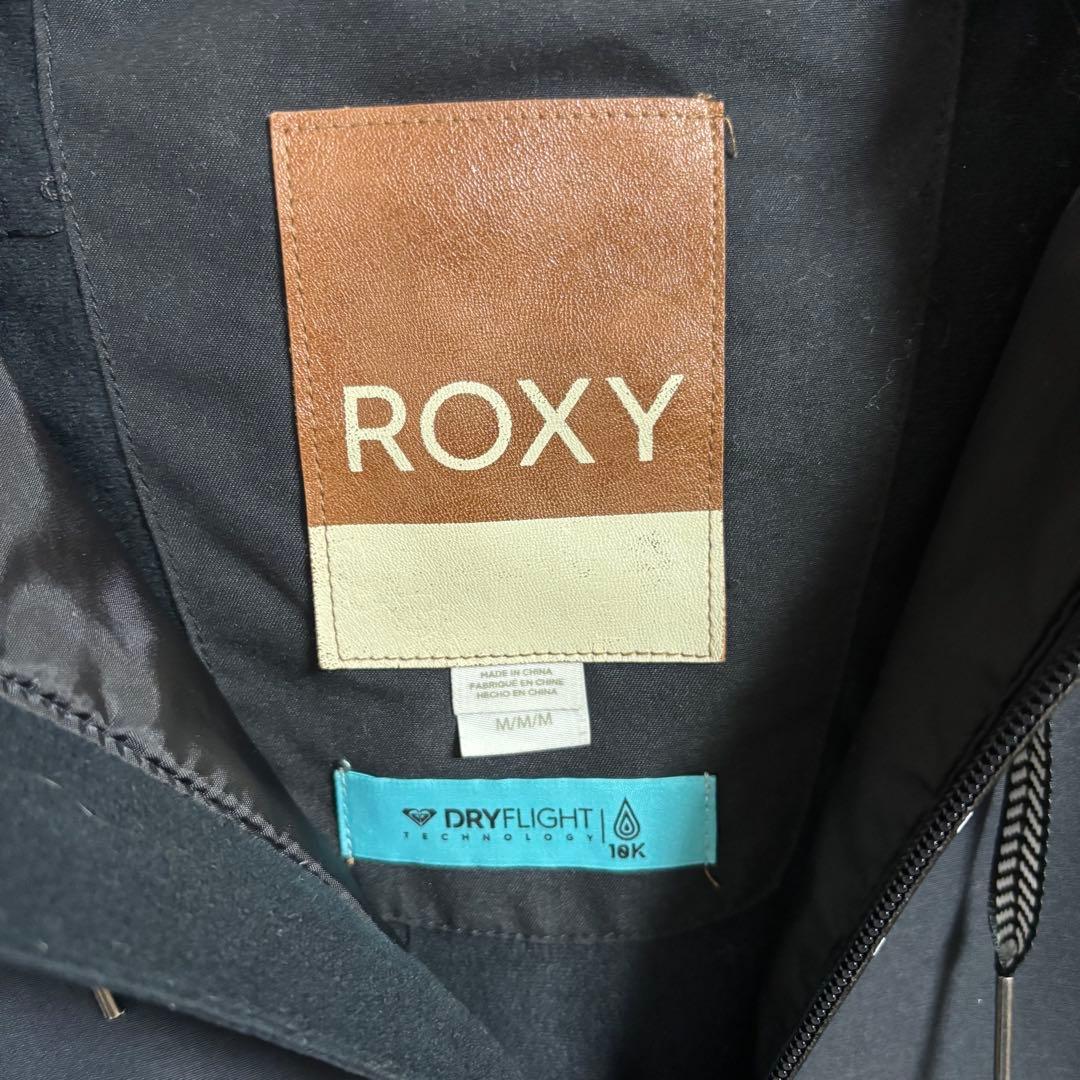 ROXY
MADE IN CHINA
FABRIQUÉ EN CHINE
HECHO EN CHINA
M/M/M
DRYFLIGHT
TECHNOLOGY
10K